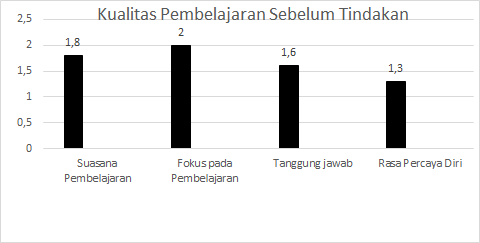 Kualitas Pembelajaran Sebelum Tindakan
2,5
2
1,5
1
0,5
0
1,8
2
1,6
1,3
Suasana
Pembelajaran
Fokus pada
Pembelajaran
Tanggung jawab
Rasa Percaya Diri